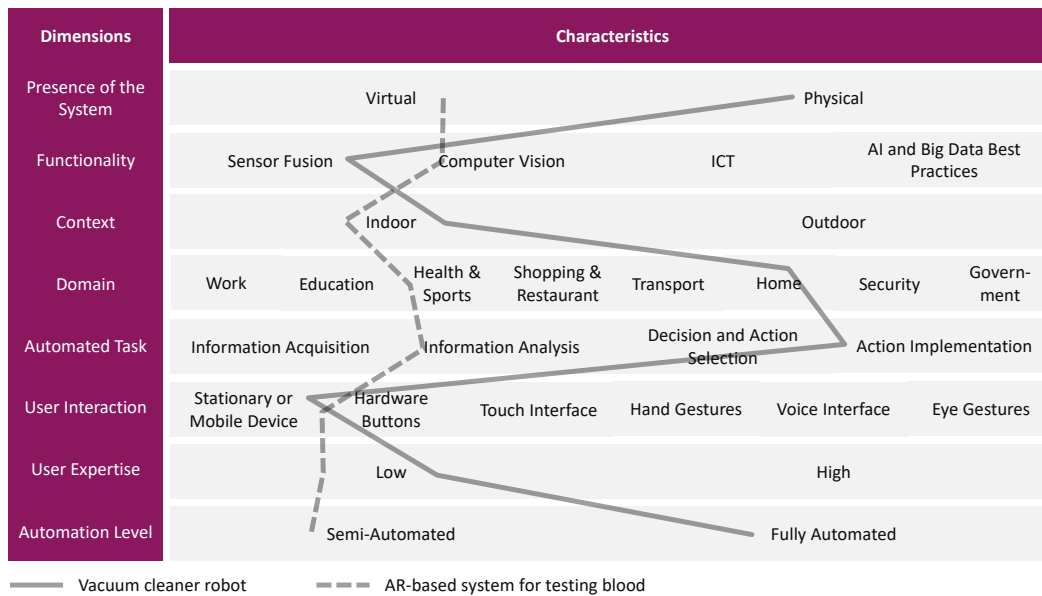 Dimensions
Characteristics
Presence of the
System
Virtual
Physical
Functionality
Sensor Fusion
Computer Vision
ICT
AI and Big Data Best
Practices
Context
Indoor
Outdoor
Domain
Work
Education
Health &
Sports
Shopping &
Restaurant
Transport
Home
Security
Govern-
ment
Automated Task
Information Acquisition
Information Analysis
Decision and Action
Selection
Action Implementation
User Interaction
Stationary or
Mobile Device
Hardware
Buttons
Touch Interface
Hand Gestures
Voice Interface
Eye Gestures
User Expertise
Low
High
Automation Level
Semi-Automated
Fully Automated
Vacuum cleaner robot
AR-based system for testing blood